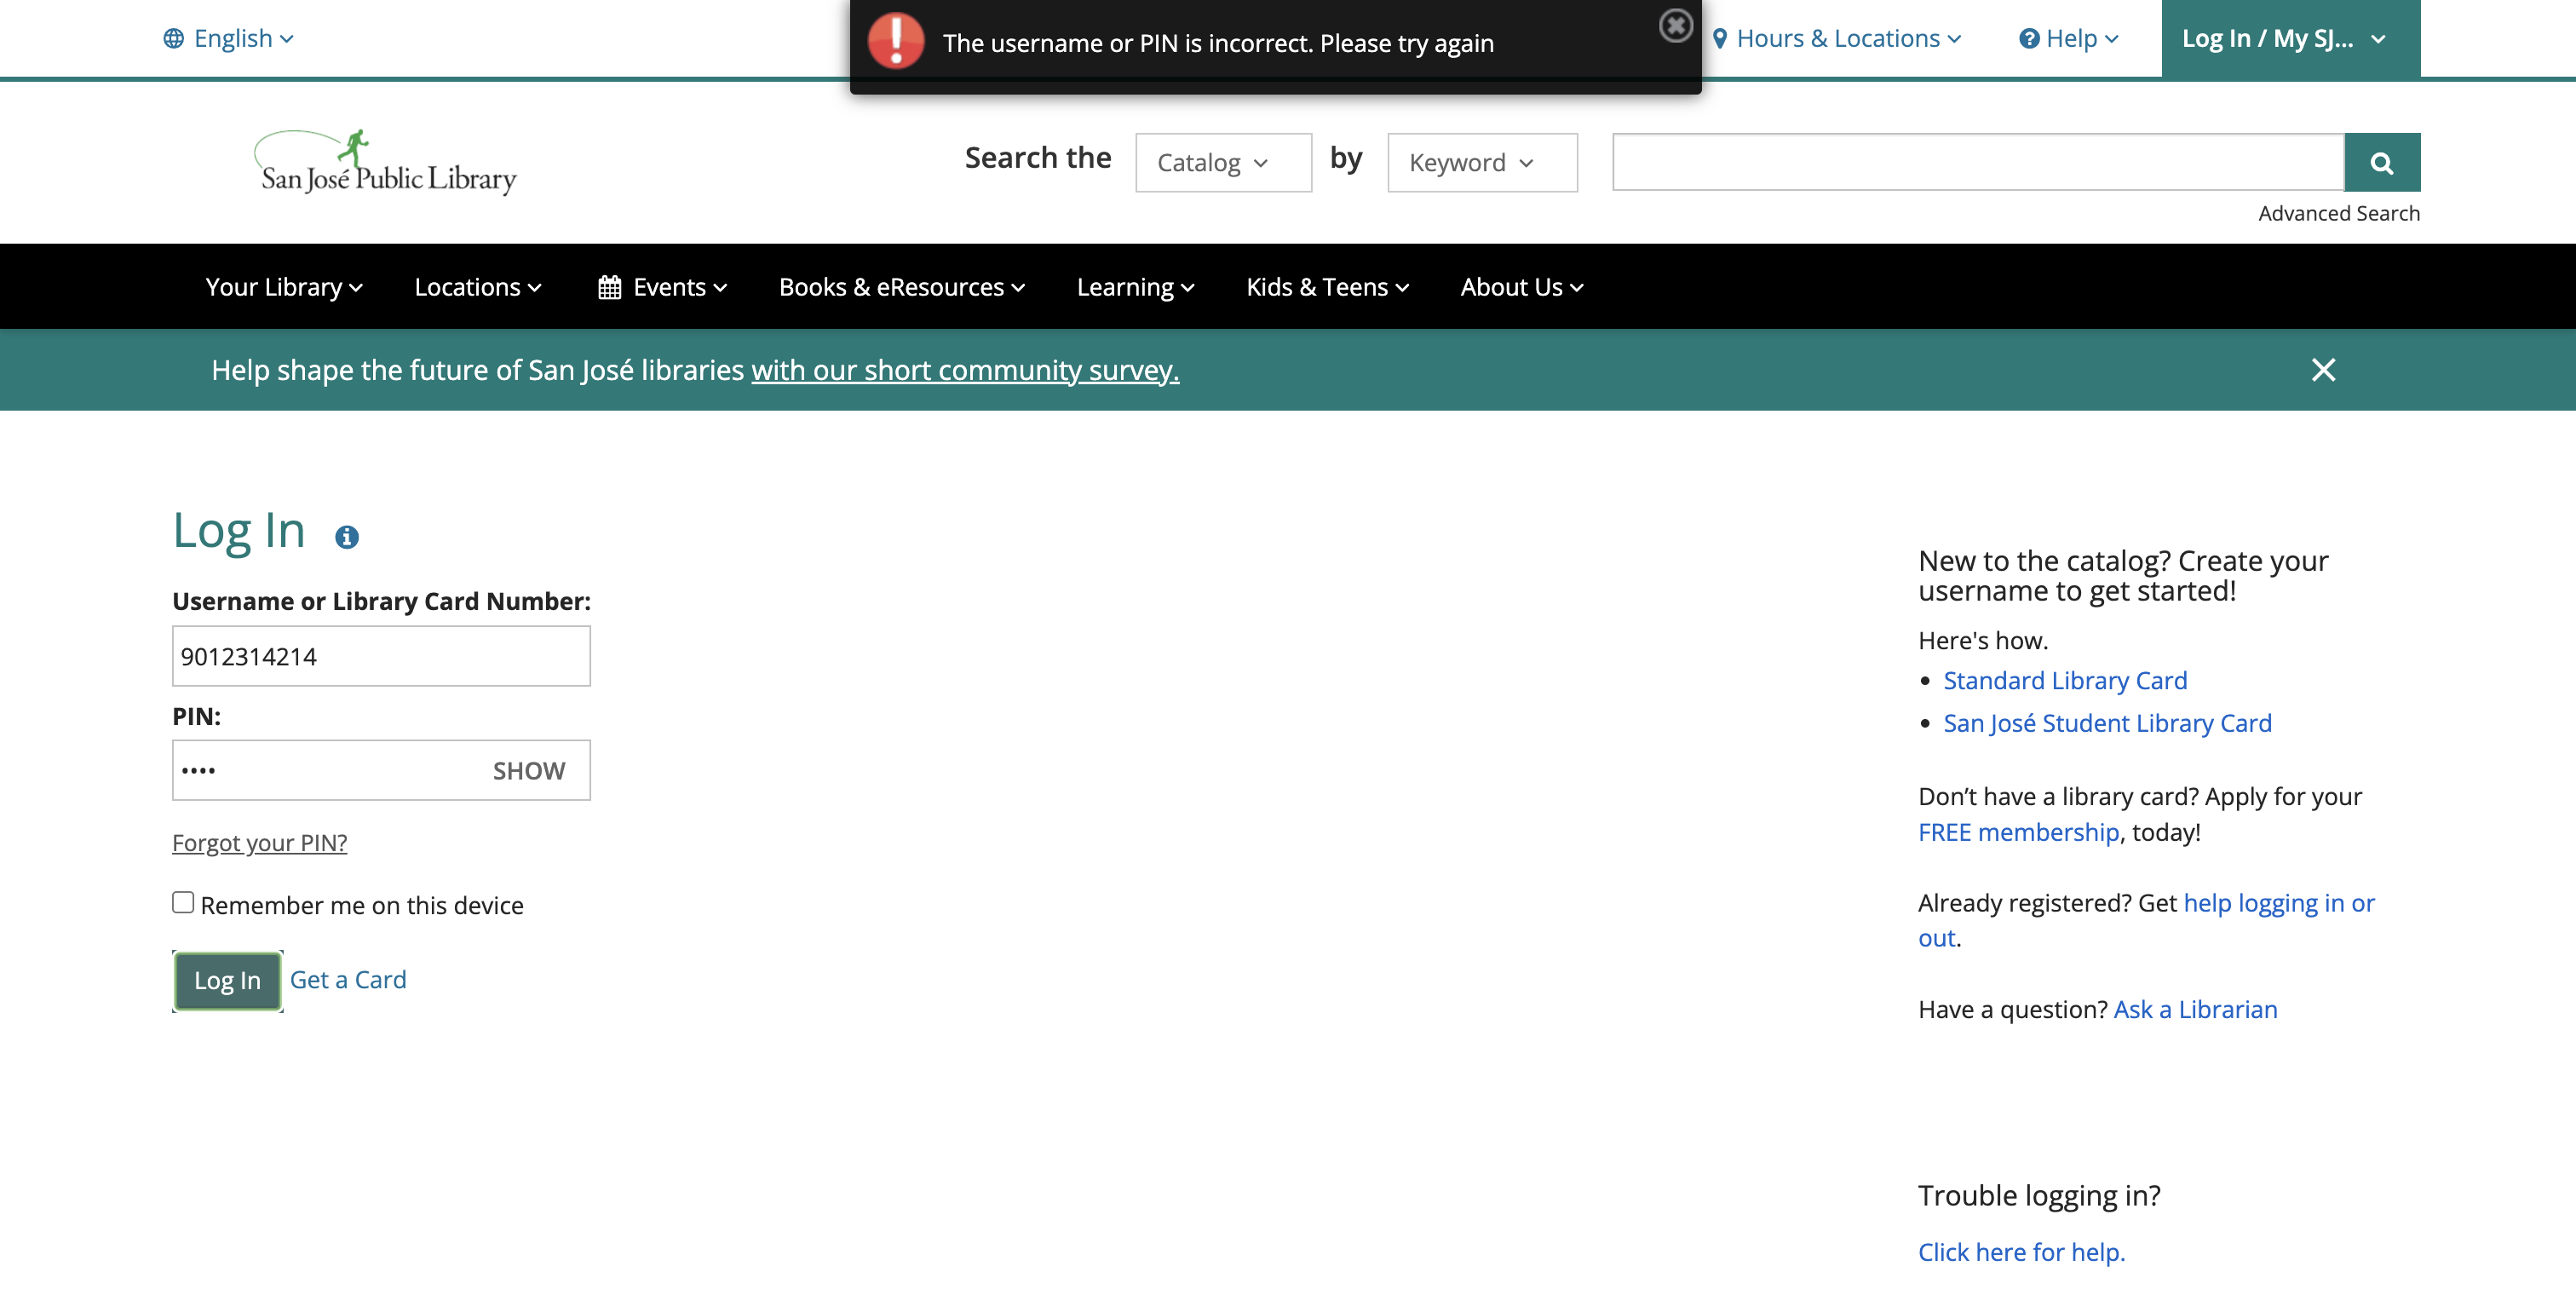 English
The username or PIN is incorrect. Please try again
Hours & Locations
Help
Log In / My SJ...
San José Public Library
Search the
Catalog
by
Keyword
Advanced Search
Your Library
Locations
Events
Books & eResources
Learning
Kids & Teens
About Us
Help shape the future of San José libraries with our short community survey.
Log In
Username or Library Card Number:
9012314214
PIN:
••••
SHOW
Forgot your PIN?
Remember me on this device
Log In
Get a Card
New to the catalog? Create your
username to get started!
Here's how.
• Standard Library Card
• San José Student Library Card
Don’t have a library card? Apply for your
FREE membership, today!
Already registered? Get help logging in or
out.
Have a question? Ask a Librarian
Trouble logging in?
Click here for help.